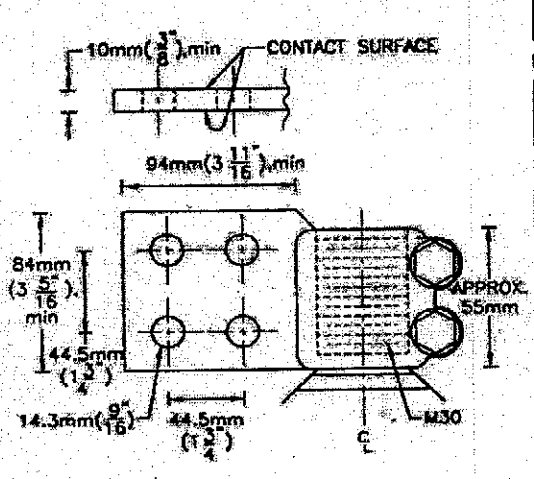 10mm(3/8"),min
CONTACT SURFACE
94mm(3 11/16"),min
84mm
(3 5/16"),
min
44.5mm
(1 3/4")
14.3mm(9/16")
44.5mm
(1 3/4")
APPROX.
55mm
M30
CL